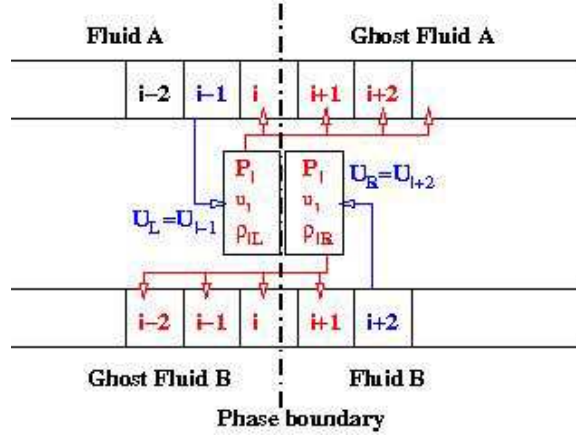 Fluid A Ghost Fluid A
i–2 i–1 i i+1 i+2
P_I P_I
u_I u_I
ρ_IL ρ_IR
U_R=U_i+2
U_L=U_i–1
i–2 i–1 i i+1 i+2
Ghost Fluid B Fluid B
Phase boundary